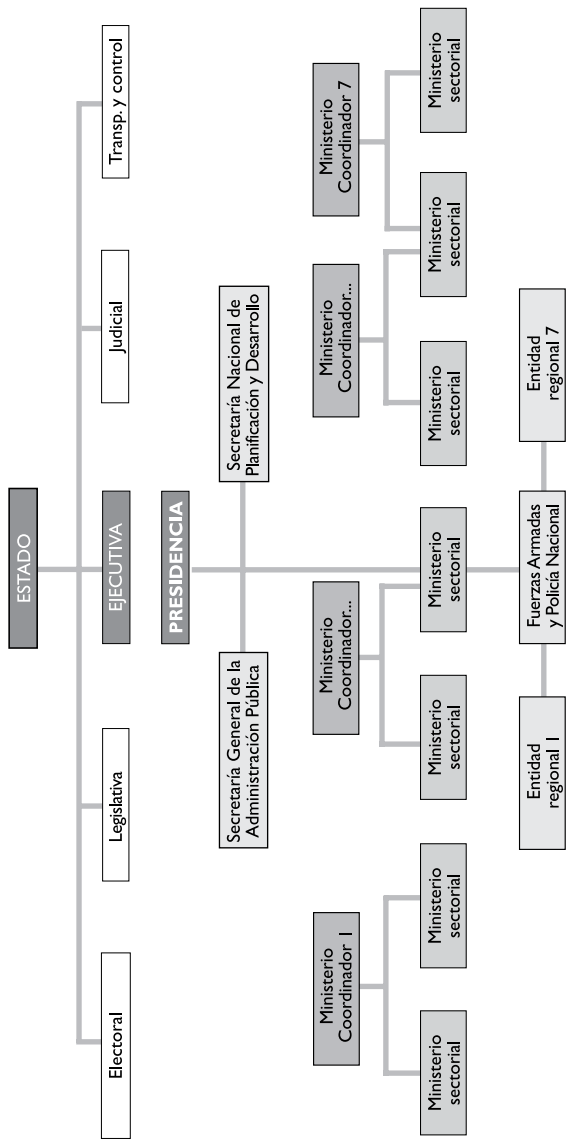 ESTADO
Electoral
Legislativa
EJECUTIVA
Judicial
Transp. y control
PRESIDENCIA
Secretaría General de la
Administración Pública
Secretaría Nacional de
Planificación y Desarrollo
Ministerio
Coordinador 1
Ministerio
Coordinador...
Ministerio
Coordinador...
Ministerio
Coordinador 7
Ministerio
sectorial
Ministerio
sectorial
Ministerio
sectorial
Ministerio
sectorial
Ministerio
sectorial
Ministerio
sectorial
Ministerio
sectorial
Entidad
regional 1
Fuerzas Armadas
y Policía Nacional
Entidad
regional 7